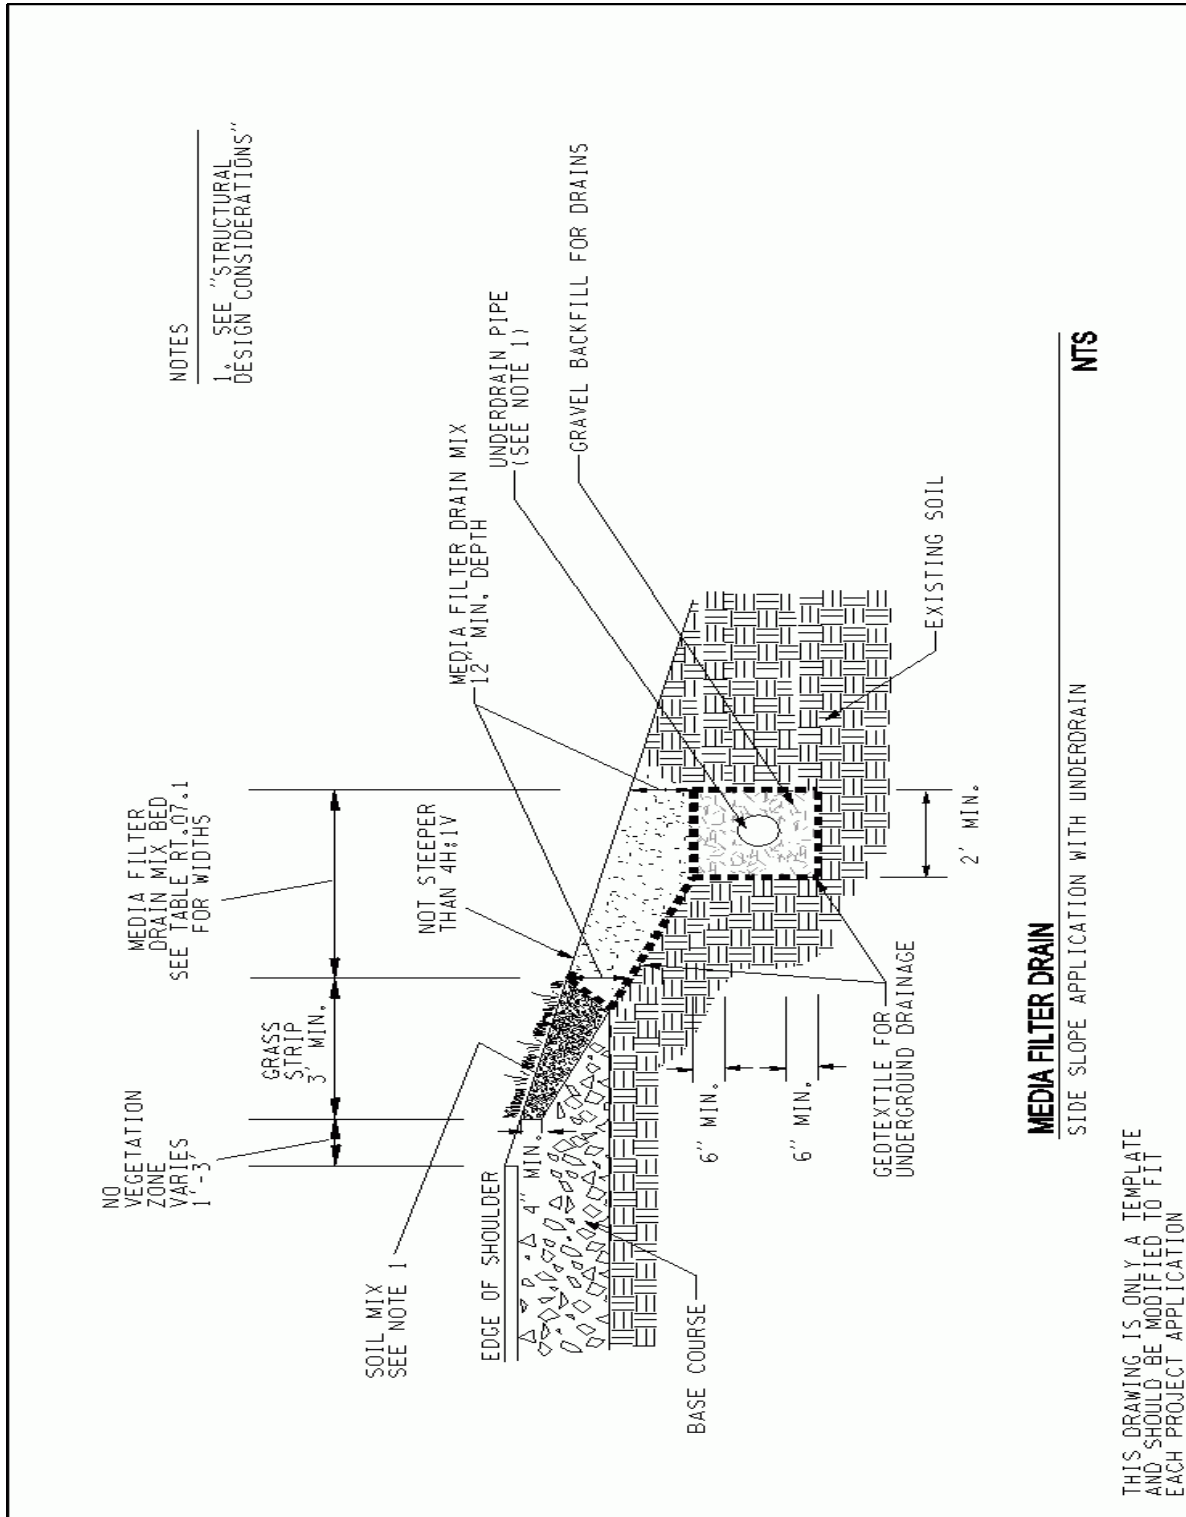 NOTES
1. SEE "STRUCTURAL
DESIGN CONSIDERATIONS"
NO
VEGETATION
ZONE
VARIES
1'-3'
GRASS
STRIP
3' MIN.
MEDIA FILTER
DRAIN MIX BED
SEE TABLE RT.07.1
FOR WIDTHS
SOIL MIX
SEE NOTE 1
NOT STEEPER
THAN 4H:1V
MEDIA FILTER DRAIN MIX
12" MIN. DEPTH
UNDERDRAIN PIPE
(SEE NOTE 1)
GRAVEL BACKFILL FOR DRAINS
EDGE OF SHOULDER
4" MIN.
BASE COURSE
6" MIN.
6" MIN.
GEOTEXTILE FOR
UNDERGROUND DRAINAGE
2' MIN.
EXISTING SOIL
MEDIA FILTER DRAIN
SIDE SLOPE APPLICATION WITH UNDERDRAIN
NTS
THIS DRAWING IS ONLY A TEMPLATE
AND SHOULD BE MODIFIED TO FIT
EACH PROJECT APPLICATION